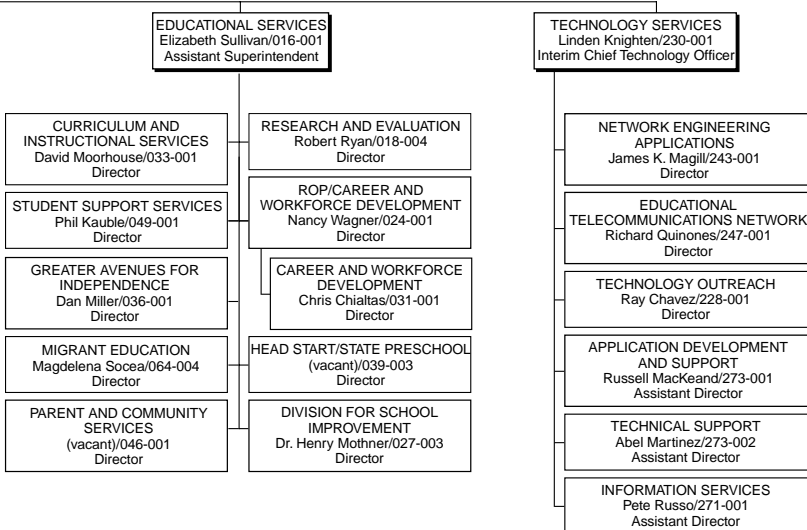 EDUCATIONAL SERVICES
Elizabeth Sullivan/016-001
Assistant Superintendent
CURRICULUM AND
INSTRUCTIONAL SERVICES
David Moorhouse/033-001
Director
RESEARCH AND EVALUATION
Robert Ryan/018-004
Director
STUDENT SUPPORT SERVICES
Phil Kauble/049-001
Director
ROP/CAREER AND
WORKFORCE DEVELOPMENT
Nancy Wagner/024-001
Director
GREATER AVENUES FOR
INDEPENDENCE
Dan Miller/036-001
Director
CAREER AND WORKFORCE
DEVELOPMENT
Chris Chialtas/031-001
Director
MIGRANT EDUCATION
Magdelena Socea/064-004
Director
HEAD START/STATE PRESCHOOL
(vacant)/039-003
Director
PARENT AND COMMUNITY
SERVICES
(vacant)/046-001
Director
DIVISION FOR SCHOOL
IMPROVEMENT
Dr. Henry Mothner/027-003
Director
TECHNOLOGY SERVICES
Linden Knighten/230-001
Interim Chief Technology Officer
NETWORK ENGINEERING
APPLICATIONS
James K. Magill/243-001
Director
EDUCATIONAL
TELECOMMUNICATIONS NETWORK
Richard Quinones/247-001
Director
TECHNOLOGY OUTREACH
Ray Chavez/228-001
Director
APPLICATION DEVELOPMENT
AND SUPPORT
Russell MacKeand/273-001
Assistant Director
TECHNICAL SUPPORT
Abel Martinez/273-002
Assistant Director
INFORMATION SERVICES
Pete Russo/271-001
Assistant Director